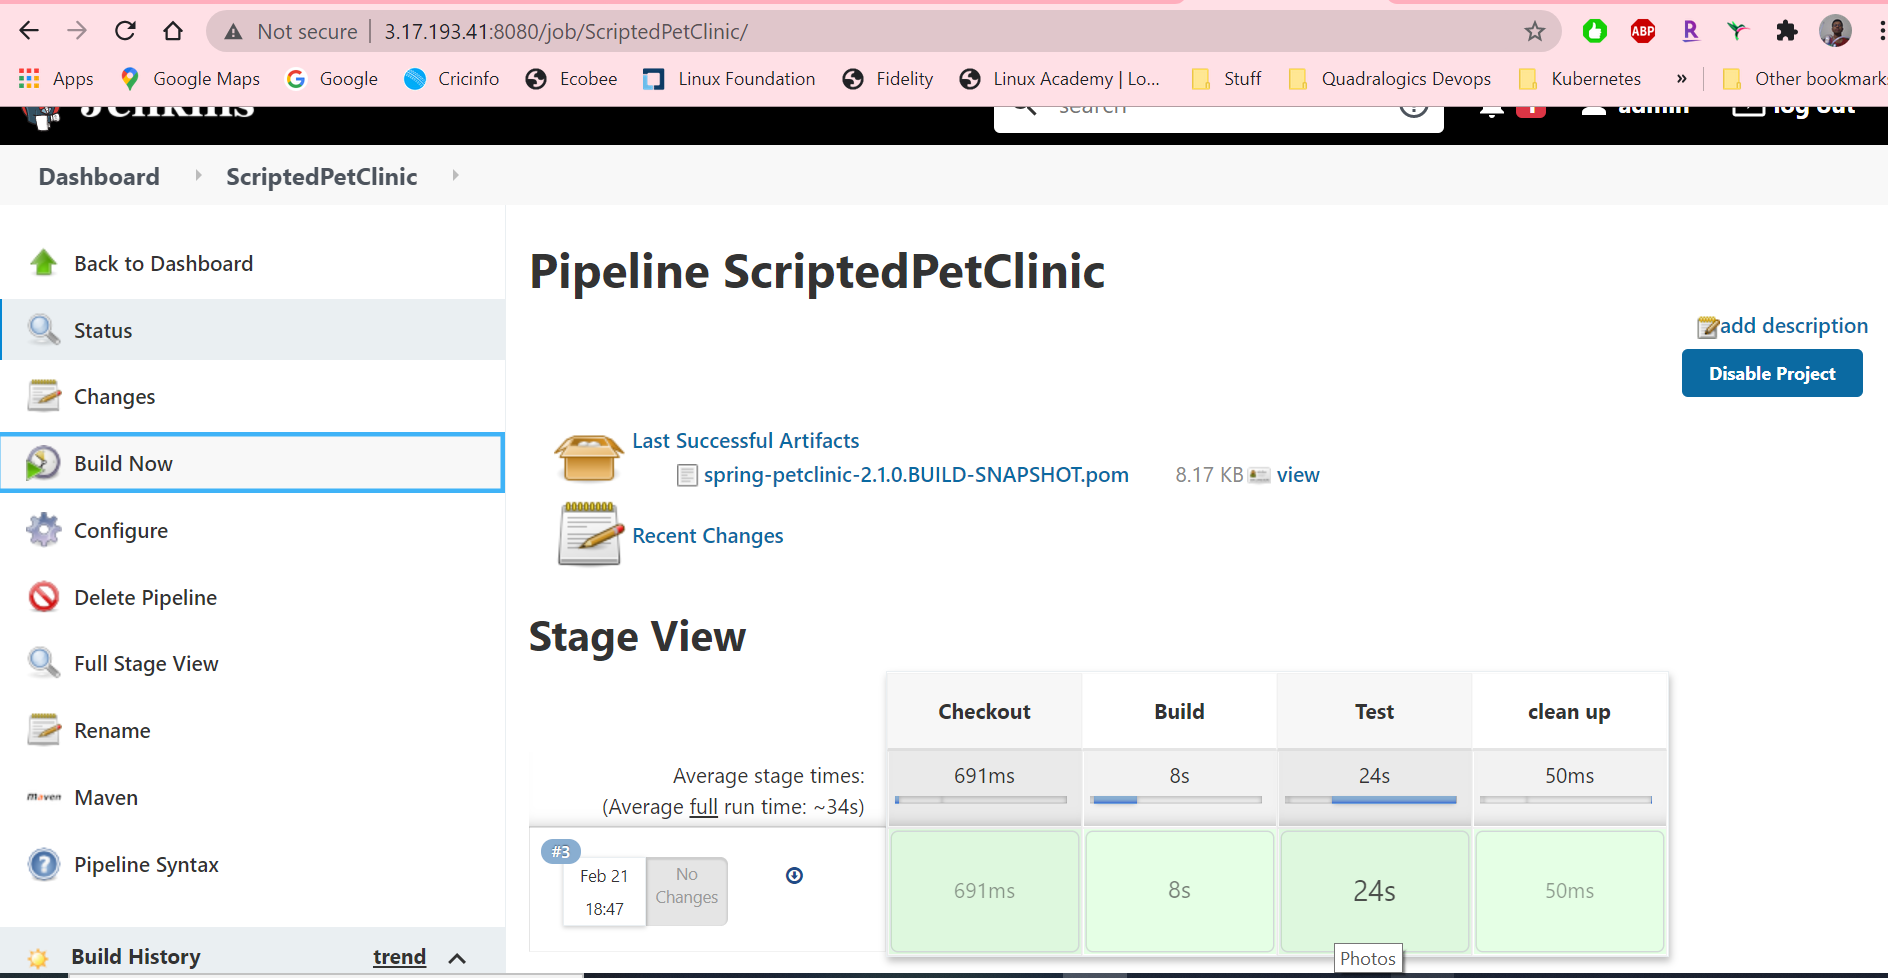 Not secure | 3.17.193.41:8080/job/ScriptedPetClinic/
ABP R
Apps Google Maps Google Cricinfo Ecobee Linux Foundation Fidelity Linux Academy | Lo... Stuff Quadralogics Devops Kubernetes » Other bookmarks
Jenkins search 1 admin log out
Dashboard ScriptedPetClinic
Back to Dashboard
Status
Changes
Build Now
Configure
Delete Pipeline
Full Stage View
Rename
Maven Maven
Pipeline Syntax
Build History trend
Pipeline ScriptedPetClinic
add description
Disable Project
Last Successful Artifacts
spring-petclinic-2.1.0.BUILD-SNAPSHOT.pom 8.17 KB view
Recent Changes
Stage View
Checkout Build Test clean up
Average stage times: 691ms 8s 24s 50ms
(Average full run time: ~34s)
#3
Feb 21
18:47
No
Changes
691ms 8s 24s 50ms
Photos